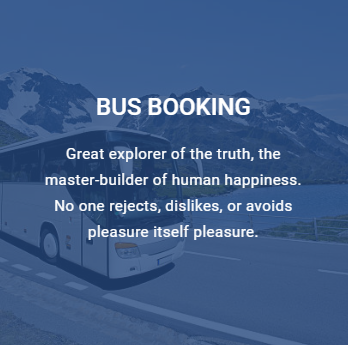 BUS BOOKING
Great explorer of the truth, the
master-builder of human happiness.
No one rejects, dislikes, or avoids
pleasure itself pleasure.